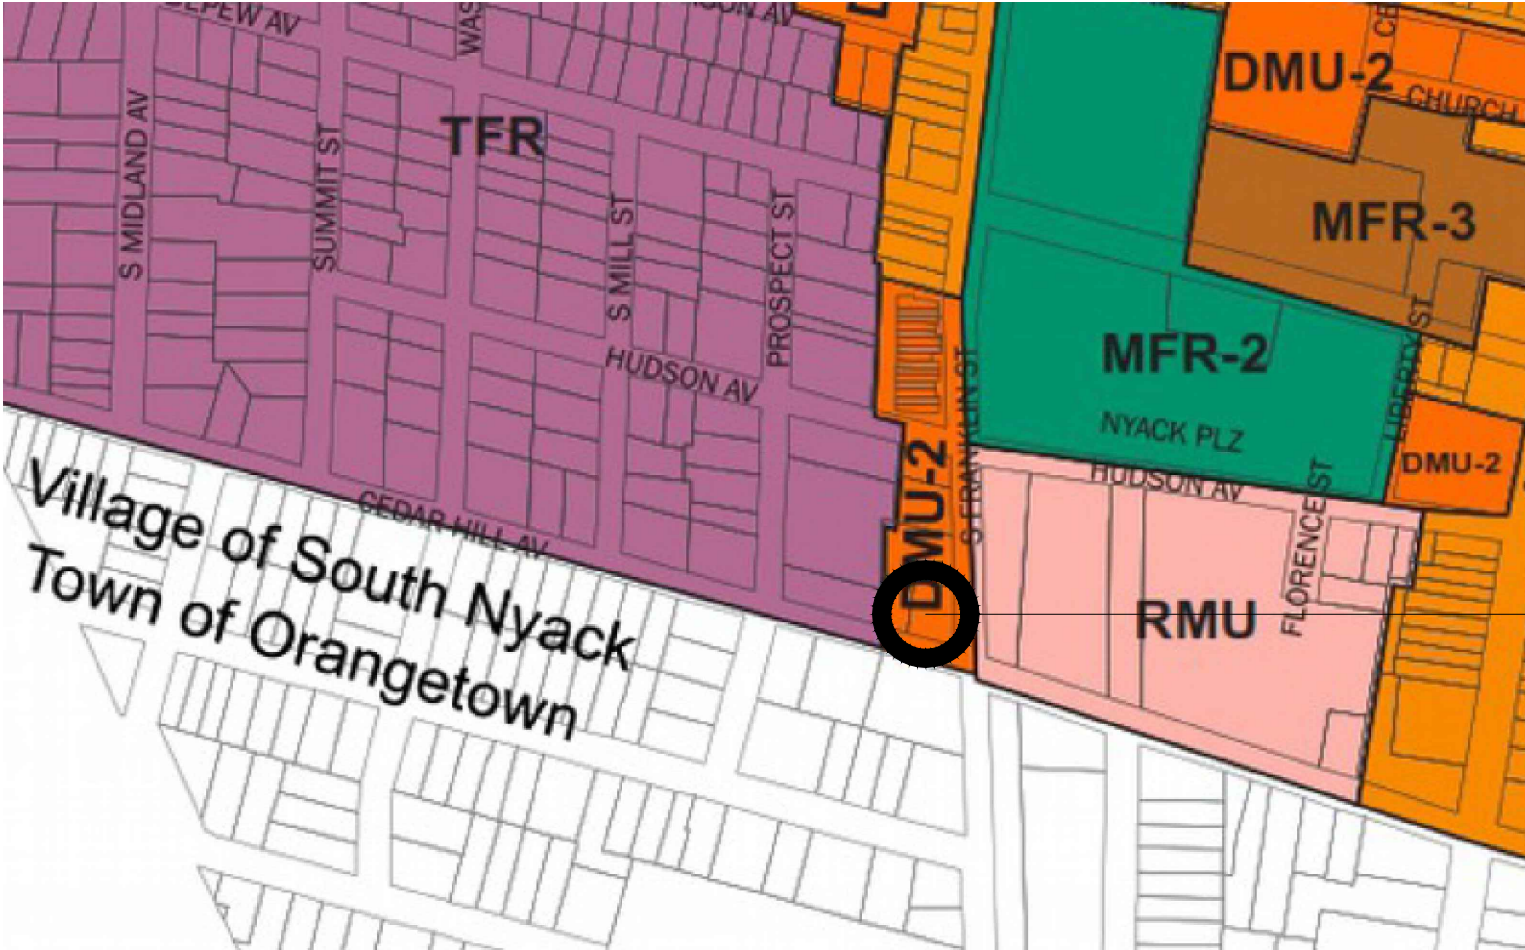 DEPEW AV
DMU-2
CHURCH
TFR
S MIDLAND AV
SUMMIT ST
S MILL ST
PROSPECT ST
MFR-3
HUDSON AV
MFR-2
LIBERTY ST
S FRANKLIN ST
NYACK PLZ
DMU-2
HUDSON AV
DMU-2
FLORENCE ST
CEDAR HILL AV
Village of South Nyack
Town of Orangetown
RMU